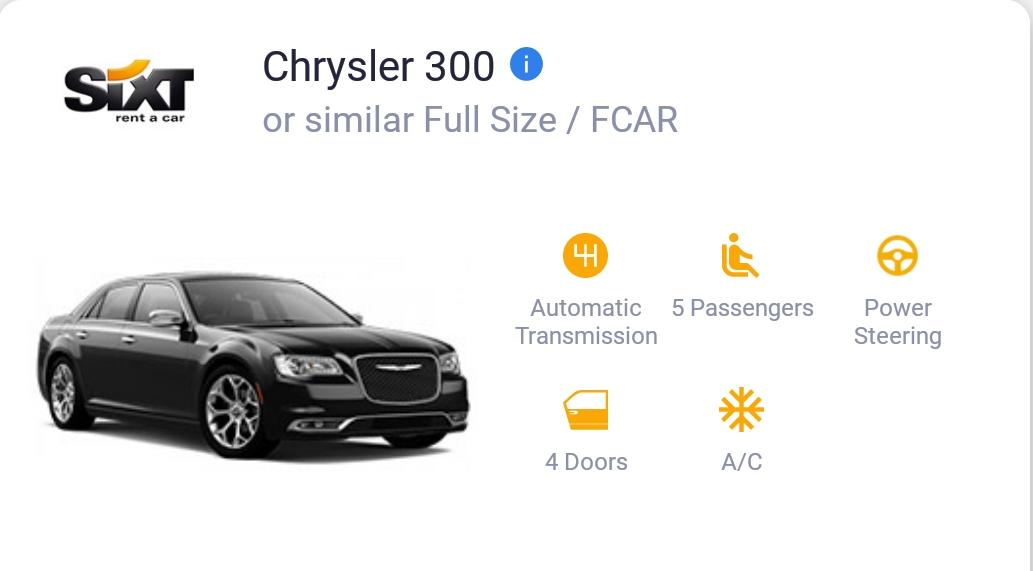 SIXT
rent a car
Chrysler 300
or similar Full Size / FCAR
Automatic
Transmission
5 Passengers
Power
Steering
4 Doors
A/C